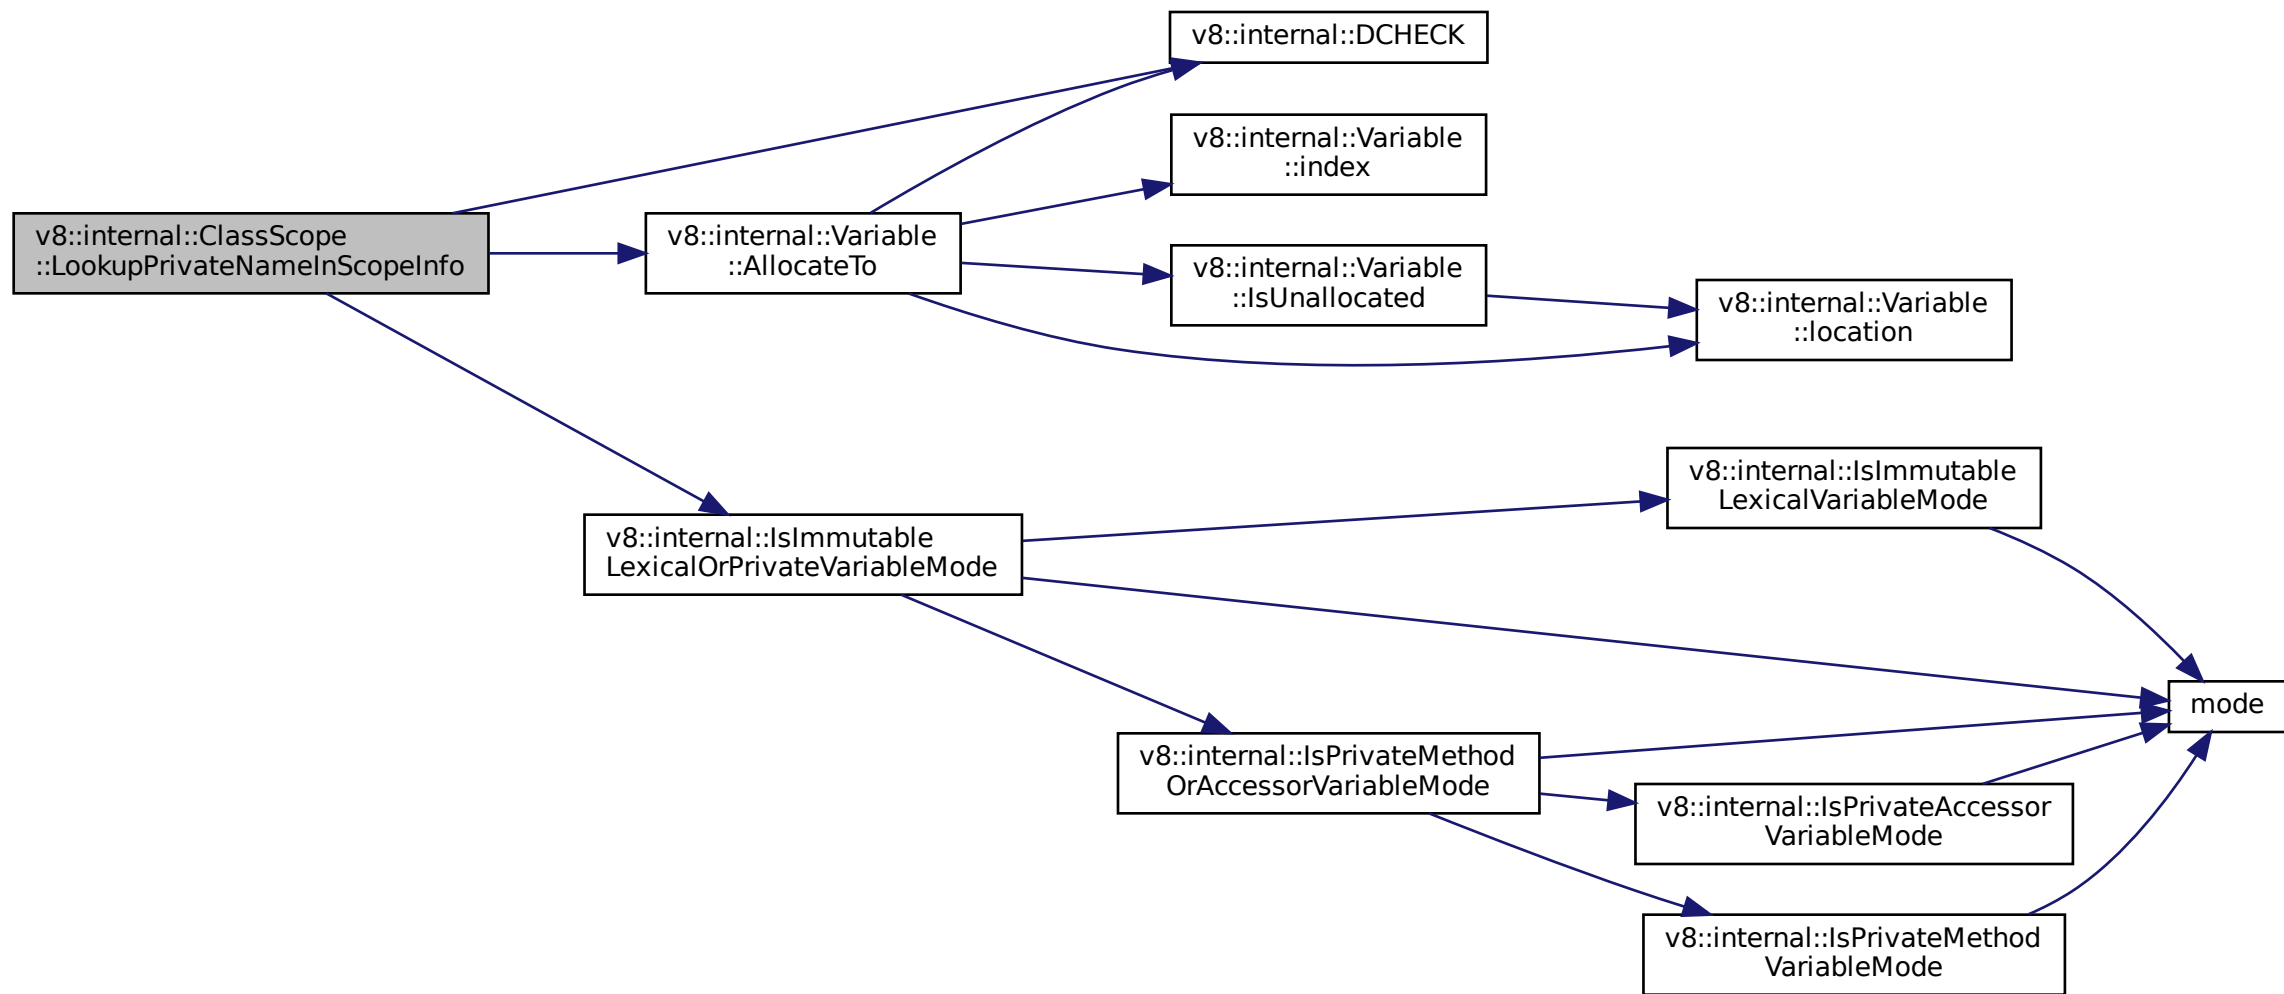 v8::internal::ClassScope
::LookupPrivateNameInScopeInfo
v8::internal::DCHECK
v8::internal::Variable
::AllocateTo
v8::internal::Variable
::index
v8::internal::Variable
::IsUnallocated
v8::internal::Variable
::location
v8::internal::IsImmutable
LexicalOrPrivateVariableMode
v8::internal::IsImmutable
LexicalVariableMode
mode
v8::internal::IsPrivateMethod
OrAccessorVariableMode
v8::internal::IsPrivateAccessor
VariableMode
v8::internal::IsPrivateMethod
VariableMode